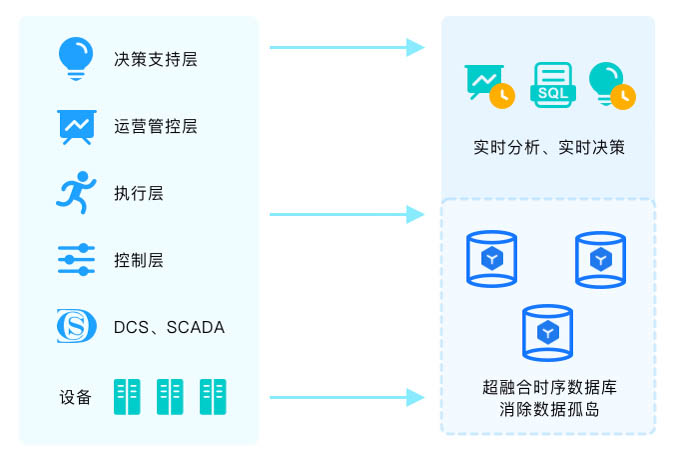 决策支持层
运营管控层
执行层
控制层
DCS、SCADA
设备
SQL
实时分析、实时决策
超融合时序数据库
消除数据孤岛